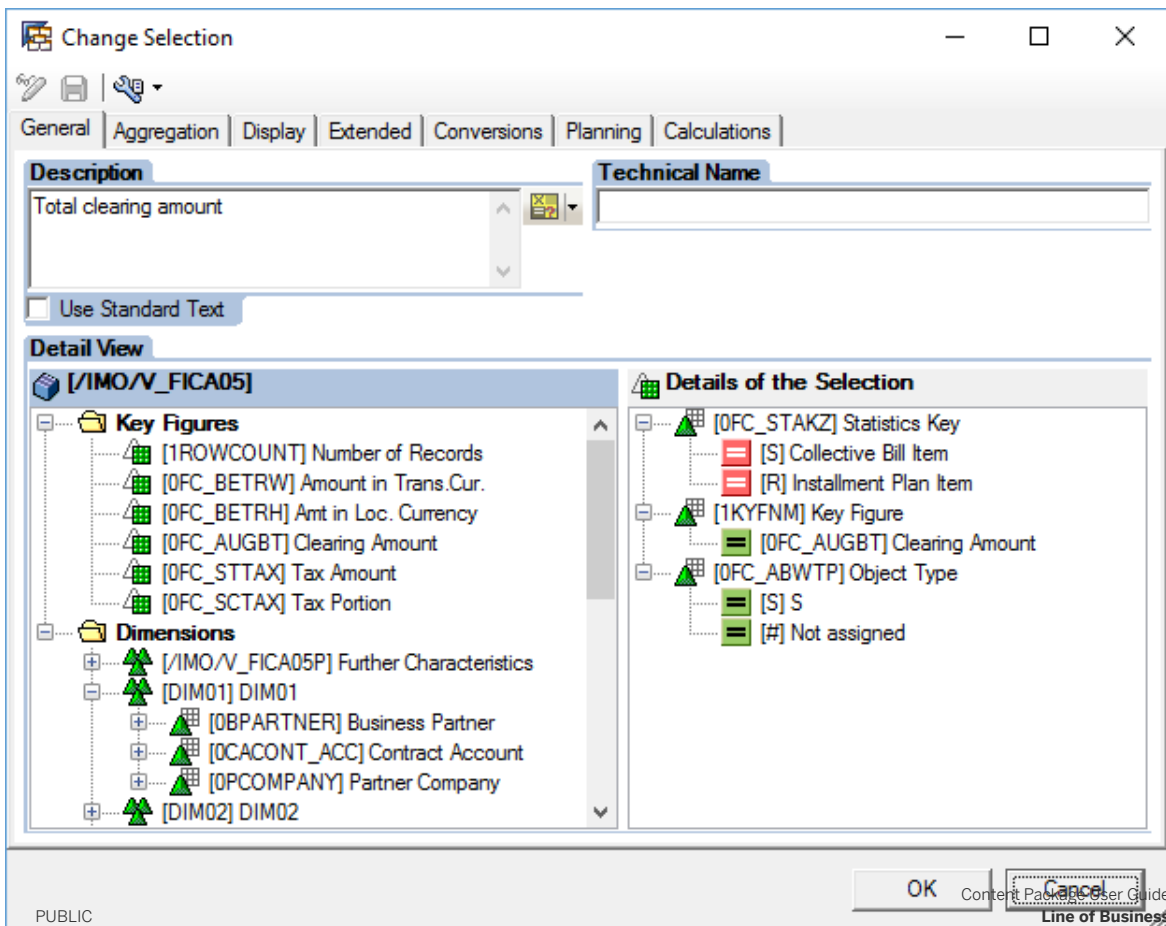 Change Selection
General Aggregation Display Extended Conversions Planning Calculations
Description
Technical Name
Total clearing amount
Use Standard Text
Detail View
[/IMO/V_FICA05]
Key Figures
[1ROWCOUNT] Number of Records
[0FC_BETRW] Amount in Trans.Cur.
[0FC_BETRH] Amt in Loc. Currency
[0FC_AUGBT] Clearing Amount
[0FC_STTAX] Tax Amount
[0FC_SCTAX] Tax Portion
Dimensions
[/IMO/V_FICA05P] Further Characteristics
[DIM01] DIM01
[0BPARTNER] Business Partner
[0CACONT_ACC] Contract Account
[0PCOMPANY] Partner Company
[DIM02] DIM02
Details of the Selection
[0FC_STAKZ] Statistics Key
[S] Collective Bill Item
[R] Installment Plan Item
[1KYFNM] Key Figure
[0FC_AUGBT] Clearing Amount
[0FC_ABWTP] Object Type
[S] S
[#] Not assigned
OK
Cancel
Content Package User Guide
PUBLIC
Line of Business